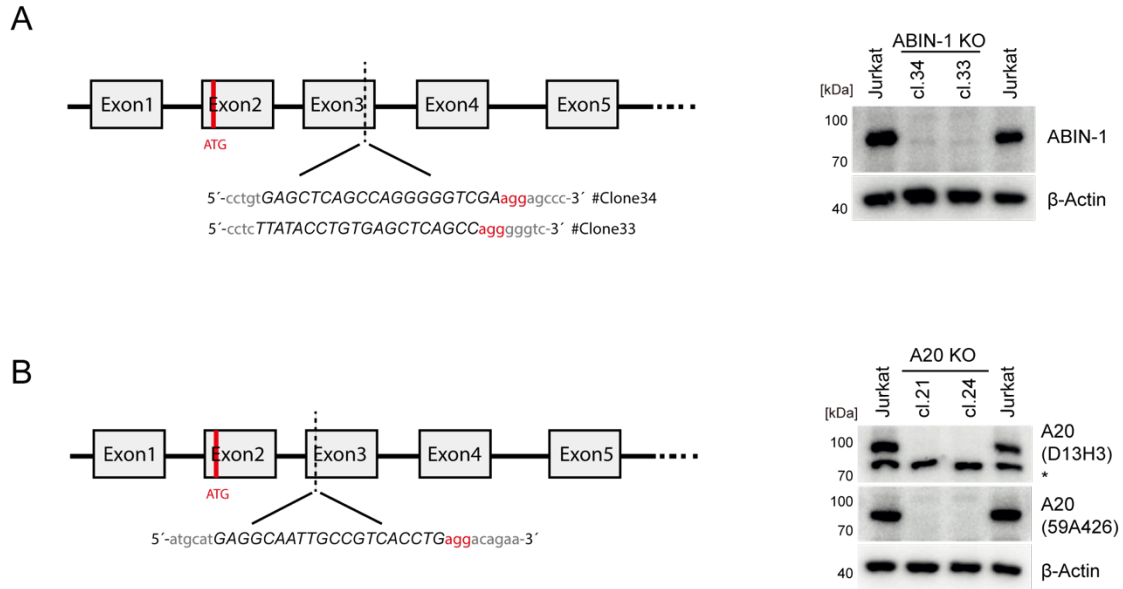 A
Exon1 Exon2 Exon3 Exon4 Exon5
ATG
5´-cctgtGAGCTCAGCCAGGGGGTCGAaggagccc-3´ #Clone34
5´-cctcTTATACCTGTGAGCTCAGCCagggggtc-3´ #Clone33
ABIN-1 KO
Jurkat cl.34 cl.33 Jurkat
[kDa]
100
ABIN-1
70
40
β-Actin
B
Exon1 Exon2 Exon3 Exon4 Exon5
ATG
5´-atgcatGAGGCAATTGCCGTCACCTGaggacagaa-3´
A20 KO
Jurkat cl.21 cl.24 Jurkat
[kDa]
100
A20
(D13H3)
70
*
100
A20
(59A426)
70
40
β-Actin